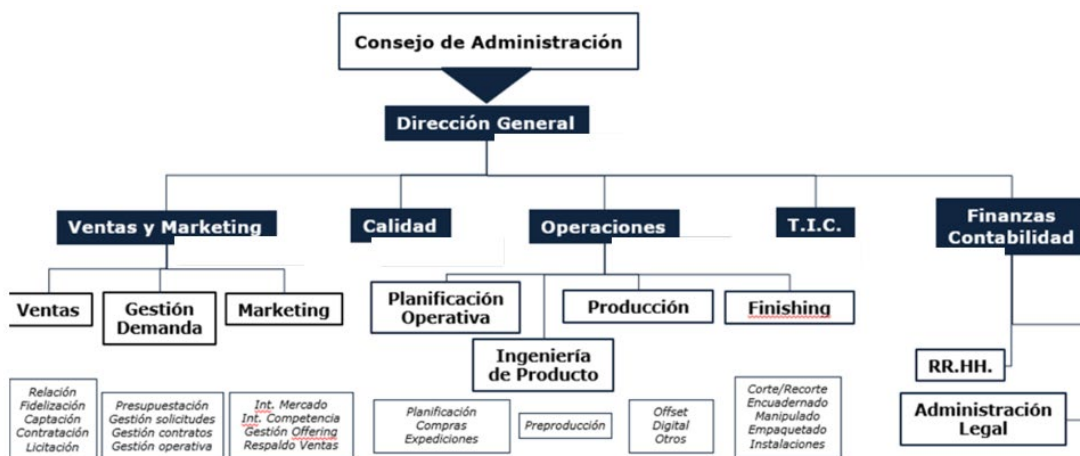 Consejo de Administración
Dirección General
Ventas y Marketing
Calidad
Operaciones
T.I.C.
Finanzas
Contabilidad
Ventas
Gestión
Demanda
Marketing
Planificación
Operativa
Producción
Finishing
Ingeniería
de Producto
RR.HH.
Relación
Fidelización
Captación
Contratación
Licitación
Presupuestación
Gestión solicitudes
Gestión contratos
Gestión operativa
Int. Mercado
Int. Competencia
Gestión Offering
Respaldo Ventas
Planificación
Compras
Expediciones
Preproducción
Offset
Digital
Otros
Corte/Recorte
Encuadernado
Manipulado
Empaquetado
Instalaciones
Administración
Legal